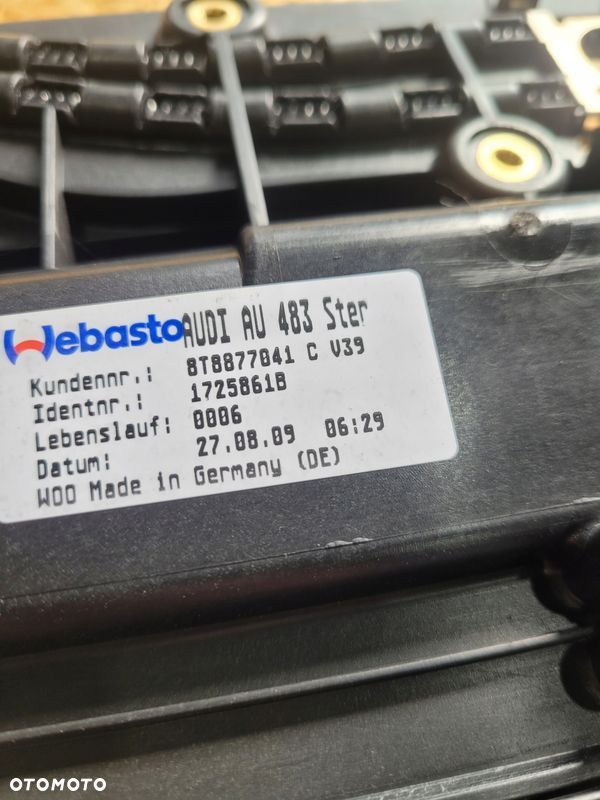 Webasto AUDI AU 483 Ster
Kundennr.: 8T8877041 C V39
Identnr.: 1725861B
Lebenslauf: 0006
Datum: 27.08.09 06:29
W00 Made in Germany (DE)
OTOMOTO